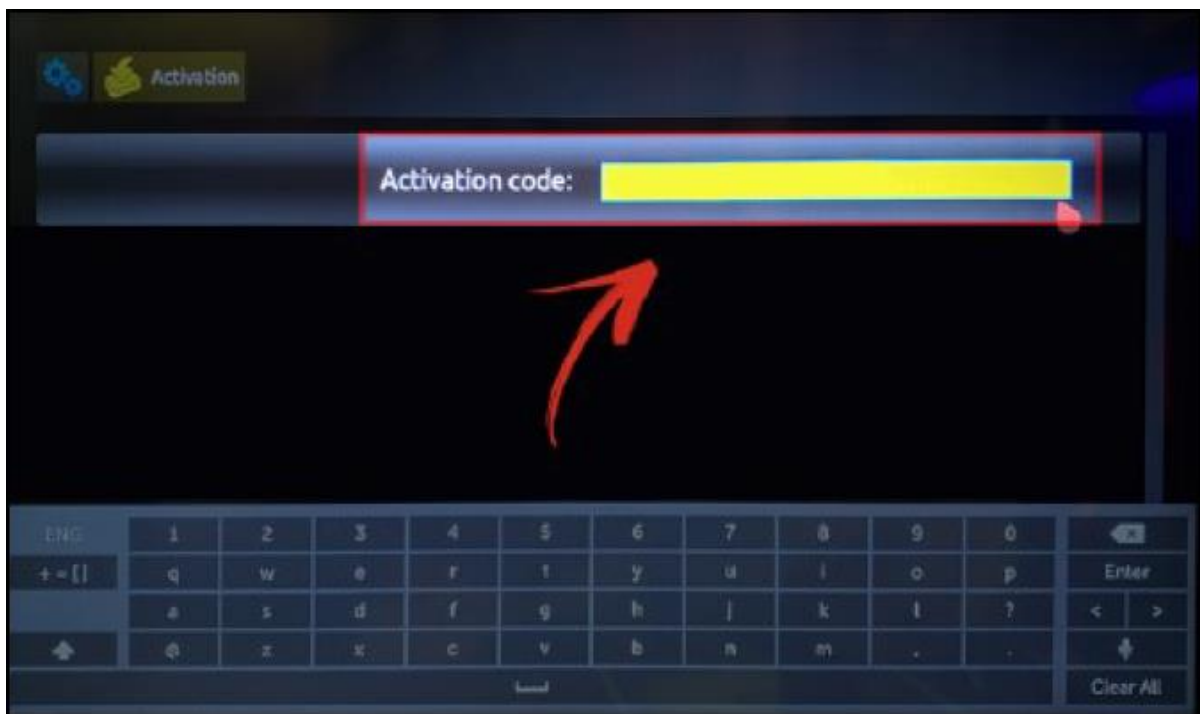 Activation
Activation code:
ENG 1 2 3 4 5 6 7 8 9 0
+ = [ ] q w e r t y u i o p Enter
a s d f g h j k l ? < >
@ z x c v b n m . .
Clear All